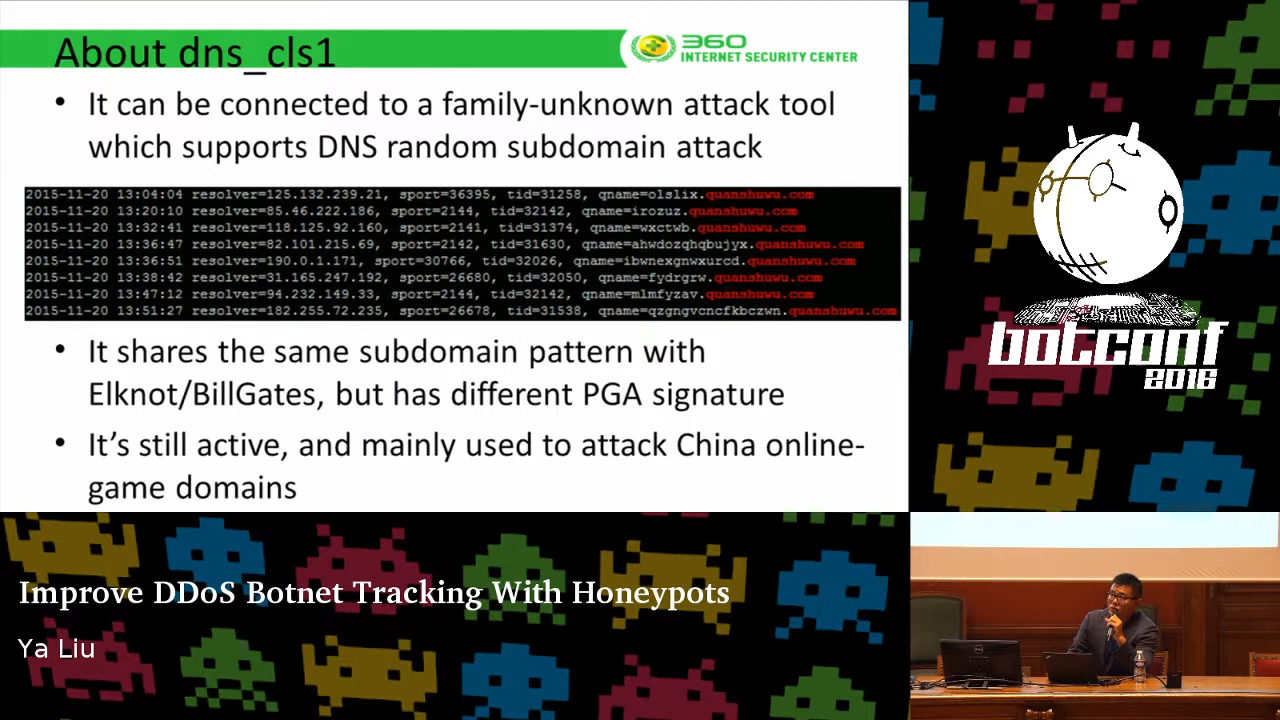 About dns_cls1
360
INTERNET SECURITY CENTER
• It can be connected to a family-unknown attack tool
which supports DNS random subdomain attack
2015-11-20 13:04:04 resolver=125.132.239.21, sport=36395, tid=31258, qname=olslix.quanshuwu.com
2015-11-20 13:20:10 resolver=85.46.222.186, sport=2144, tid=32142, qname=irozuz.quanshuwu.com
2015-11-20 13:32:41 resolver=118.125.92.160, sport=2141, tid=31374, qname=wxctwb.quanshuwu.com
2015-11-20 13:36:47 resolver=82.101.215.69, sport=2142, tid=31630, qname=ahwdozqhqbujyx.quanshuwu.com
2015-11-20 13:36:51 resolver=190.0.1.171, sport=30766, tid=32026, qname=ibwnexgnwxurcd.quanshuwu.com
2015-11-20 13:38:42 resolver=31.165.247.192, sport=26680, tid=32050, qname=fydrgrw.quanshuwu.com
2015-11-20 13:47:12 resolver=94.232.149.33, sport=2144, tid=32142, qname=mlmfyzav.quanshuwu.com
2015-11-20 13:51:27 resolver=182.255.72.235, sport=26678, tid=31538, qname=qzgngvcncfkbczwn.quanshuwu.com
• It shares the same subdomain pattern with
Elknot/BillGates, but has different PGA signature
• It's still active, and mainly used to attack China online-
game domains
botconf
2016
Improve DDoS Botnet Tracking With Honeypots
Ya Liu